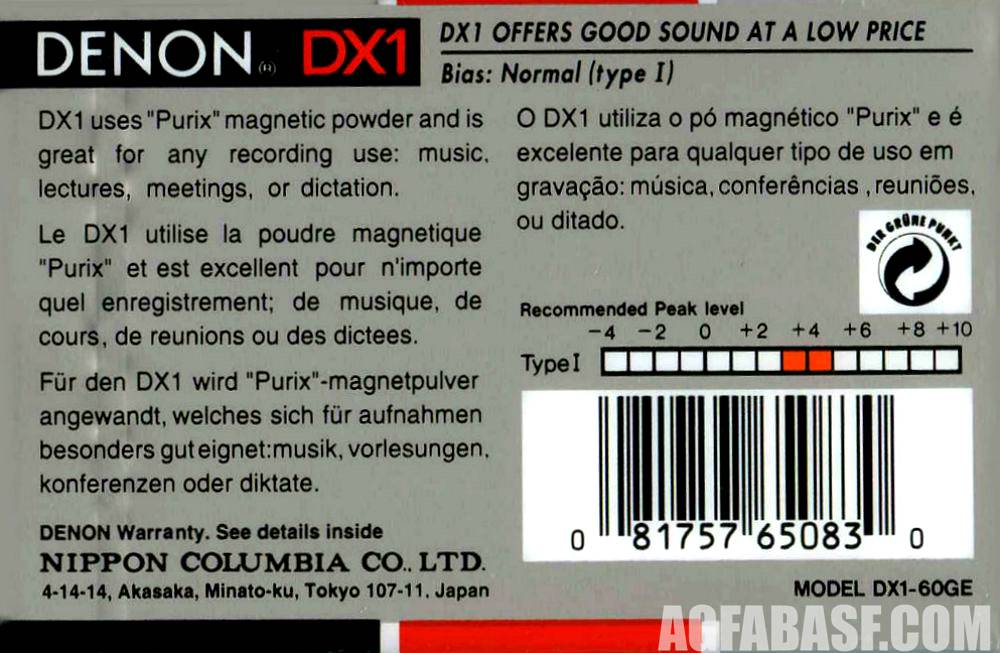 DENON (R) DX1
DX1 OFFERS GOOD SOUND AT A LOW PRICE
Bias: Normal (type I)
DX1 uses "Purix" magnetic powder and is
great for any recording use: music,
lectures, meetings, or dictation.
Le DX1 utilise la poudre magnetique
"Purix" et est excellent pour n'importe
quel enregistrement; de musique, de
cours, de reunions ou des dictees.
Für den DX1 wird "Purix"-magnetpulver
angewandt, welches sich für aufnahmen
besonders gut eignet:musik, vorlesungen,
konferenzen oder diktate.
DENON Warranty. See details inside
NIPPON COLUMBIA CO., LTD.
4-14-14, Akasaka, Minato-ku, Tokyo 107-11, Japan
O DX1 utiliza o pó magnético "Purix" e é
excelente para qualquer tipo de uso em
gravação: música, conferências , reuniões,
ou ditado.
DER GRÜNE PUNKT
Recommended Peak level
−4 −2 0 +2 +4 +6 +8 +10
Type I
0 81757 65083 0
MODEL DX1-60GE
AGFABASF.COM